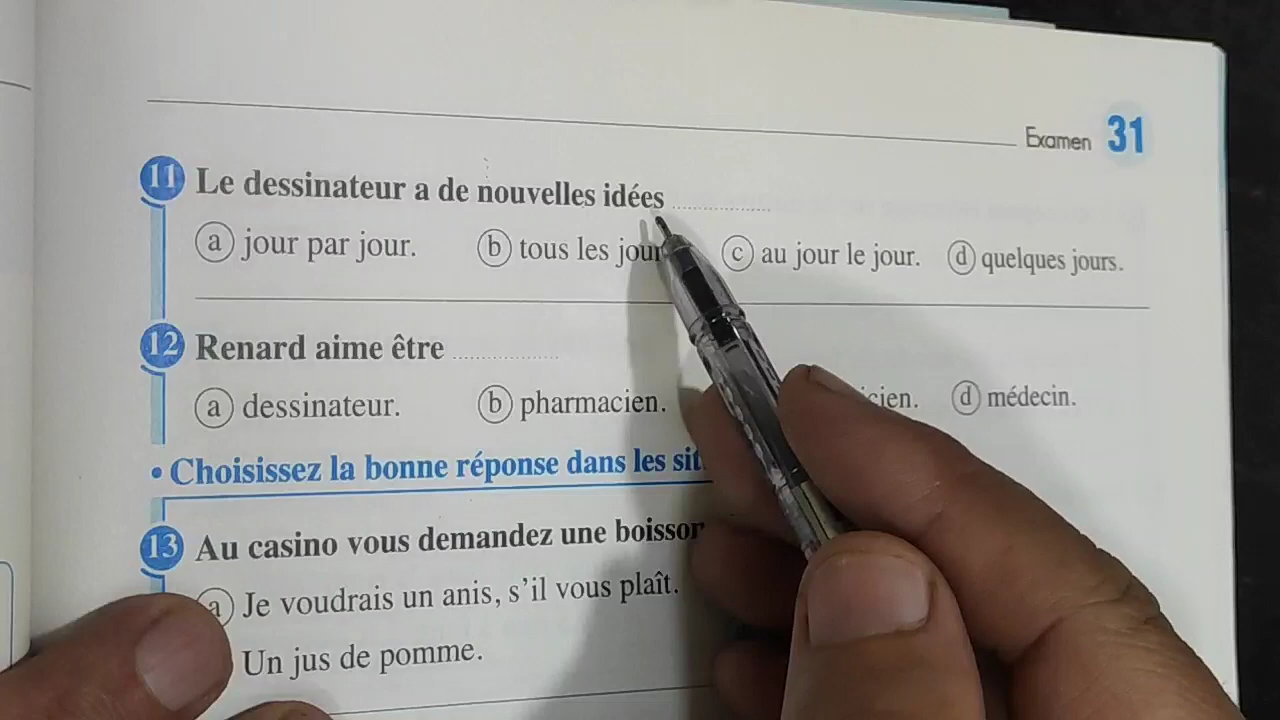 Examen 31
11 Le dessinateur a de nouvelles idées ....................
a jour par jour. b tous les jour c au jour le jour. d quelques jours.
12 Renard aime être ....................
a dessinateur. b pharmacien. cien. d médecin.
• Choisissez la bonne réponse dans les sit
13 Au casino vous demandez une boisson
a Je voudrais un anis, s'il vous plaît.
Un jus de pomme.